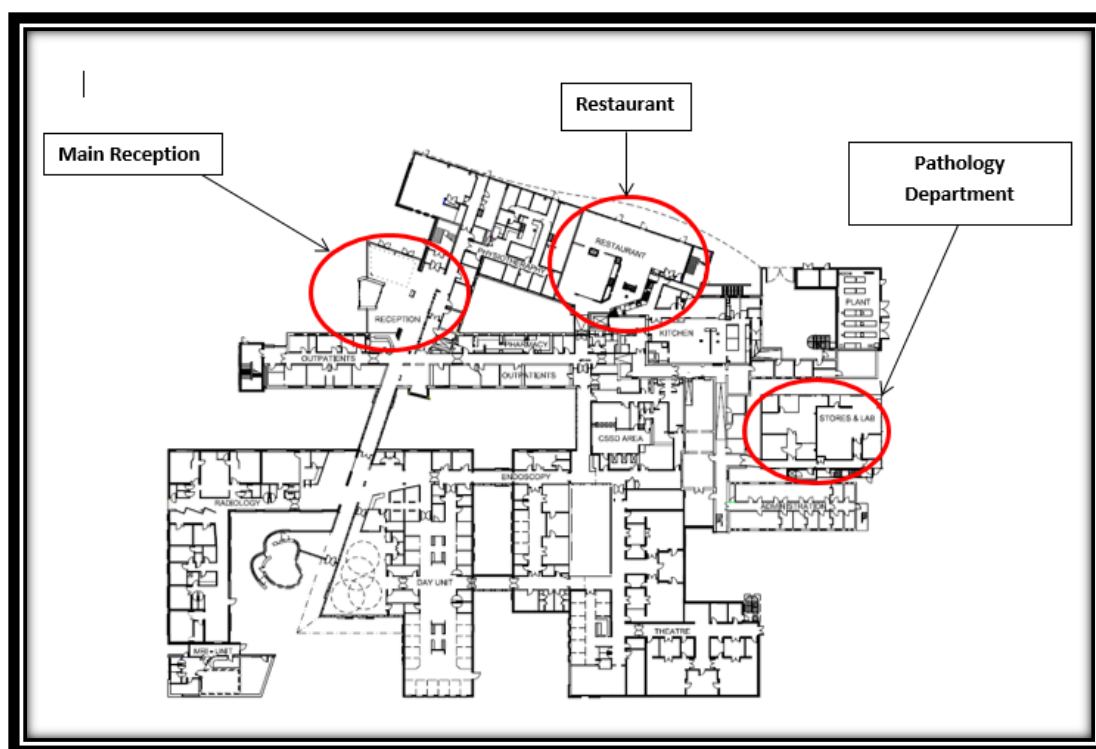 Restaurant
Main Reception
Pathology
Department
RESTAURANT
PHYSIOTHERAPY
PLANT
RECEPTION
KITCHEN
PHARMACY
OUTPATIENTS
OUTPATIENTS
STORES & LAB
CSSD AREA
ENDOSCOPY
RADIOLOGY
ADMINISTRATION
DAY UNIT
THEATRE
MRI - UNIT